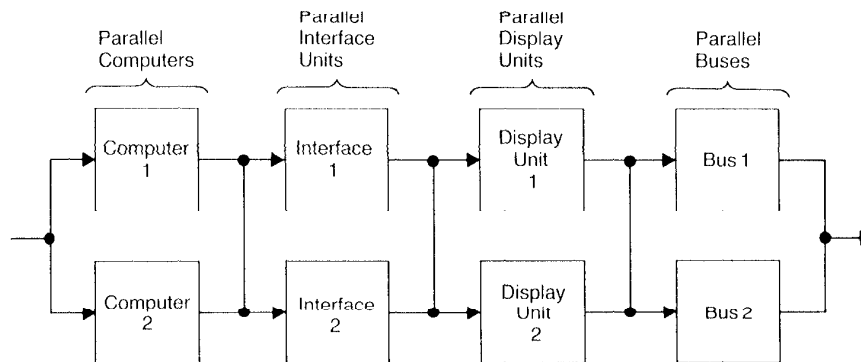 Parallel
Computers
Parallel
Interface
Units
Parallel
Display
Units
Parallel
Buses
Computer
1
Interface
1
Display
Unit
1
Bus 1
Computer
2
Interface
2
Display
Unit
2
Bus 2